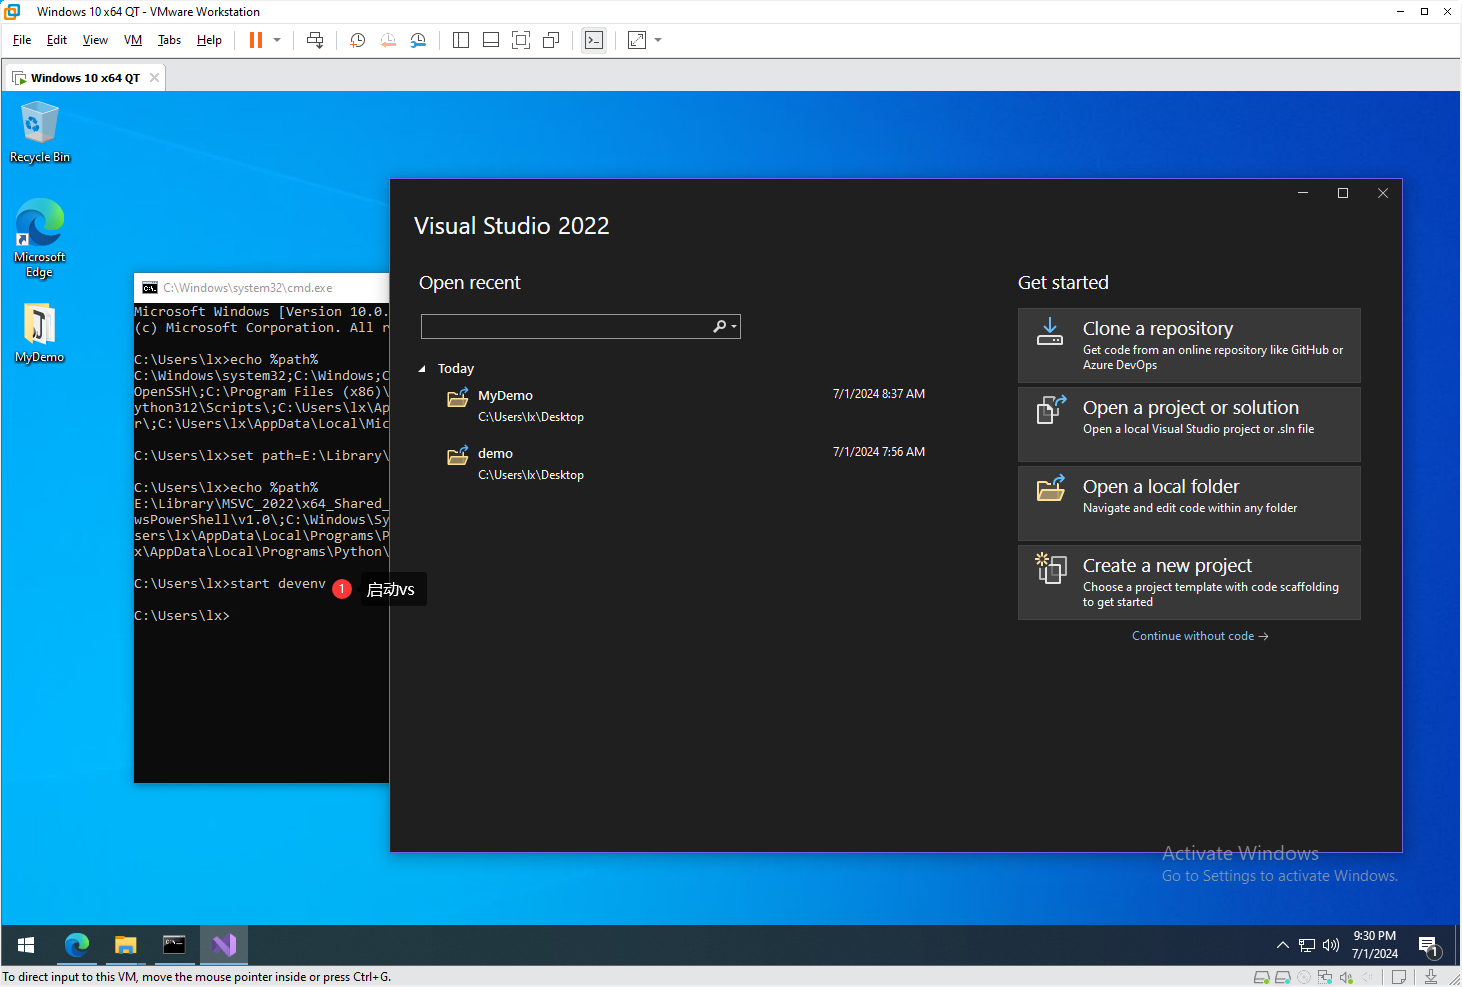 Windows 10 x64 QT - VMware Workstation
File Edit View VM Tabs Help
Windows 10 x64 QT
Recycle Bin
Microsoft
Edge
MyDemo
C:\Windows\system32\cmd.exe
Microsoft Windows [Version 10.0.
(c) Microsoft Corporation. All r
C:\Users\lx>echo %path%
C:\Windows\system32;C:\Windows;C
OpenSSH\;C:\Program Files (x86)\
ython312\Scripts\;C:\Users\lx\Ap
r\;C:\Users\lx\AppData\Local\Mic
C:\Users\lx>set path=E:\Library\
C:\Users\lx>echo %path%
E:\Library\MSVC_2022\x64_Shared_
wsPowerShell\v1.0\;C:\Windows\Sy
sers\lx\AppData\Local\Programs\P
x\AppData\Local\Programs\Python\
C:\Users\lx>start devenv
1 启动vs
C:\Users\lx>
Visual Studio 2022
Open recent
Today
MyDemo 7/1/2024 8:37 AM
C:\Users\lx\Desktop
demo 7/1/2024 7:56 AM
C:\Users\lx\Desktop
Get started
Clone a repository
Get code from an online repository like GitHub or
Azure DevOps
Open a project or solution
Open a local Visual Studio project or .sln file
Open a local folder
Navigate and edit code within any folder
Create a new project
Choose a project template with code scaffolding
to get started
Continue without code →
Activate Windows
Go to Settings to activate Windows.
9:30 PM
7/1/2024
1
To direct input to this VM, move the mouse pointer inside or press Ctrl+G.